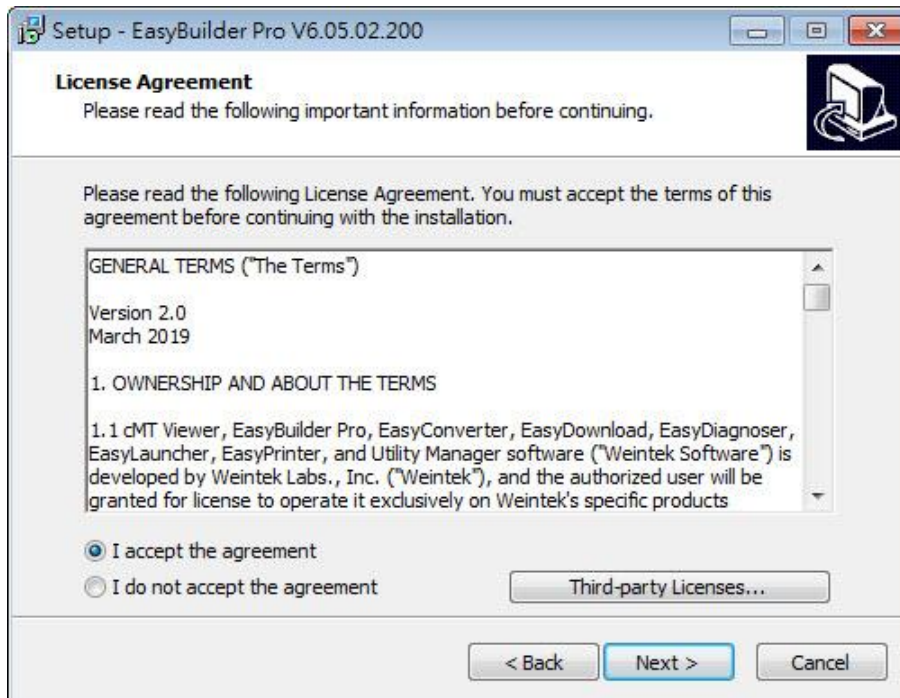 Setup - EasyBuilder Pro V6.05.02.200
License Agreement
Please read the following important information before continuing.
Please read the following License Agreement. You must accept the terms of this
agreement before continuing with the installation.
GENERAL TERMS ("The Terms")
Version 2.0
March 2019
1. OWNERSHIP AND ABOUT THE TERMS
1.1 cMT Viewer, EasyBuilder Pro, EasyConverter, EasyDownload, EasyDiagnoser,
EasyLauncher, EasyPrinter, and Utility Manager software ("Weintek Software") is
developed by Weintek Labs., Inc. ("Weintek"), and the authorized user will be
granted for license to operate it exclusively on Weintek's specific products
I accept the agreement
I do not accept the agreement
Third-party Licenses...
< Back
Next >
Cancel